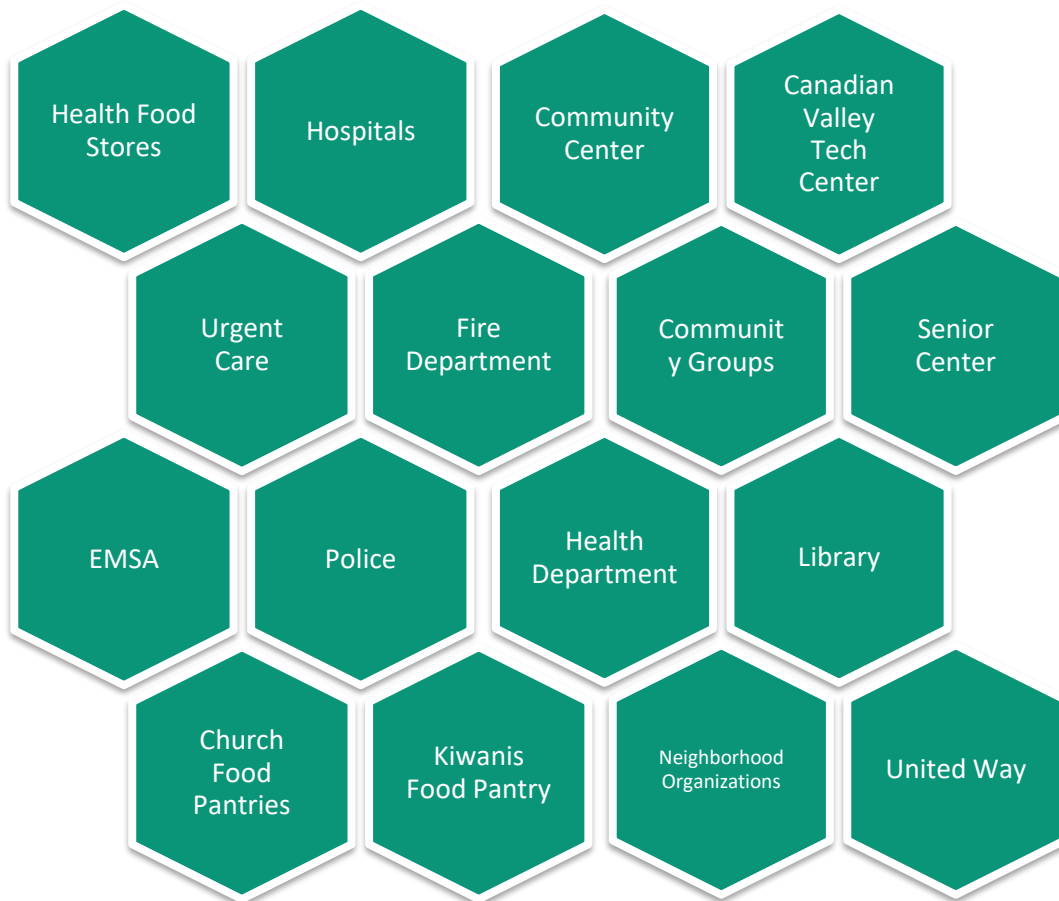 Health Food
Stores
Hospitals
Community
Center
Canadian
Valley
Tech
Center
Urgent
Care
Fire
Department
Communit
y Groups
Senior
Center
EMSA
Police
Health
Department
Library
Church
Food
Pantries
Kiwanis
Food Pantry
Neighborhood
Organizations
United Way